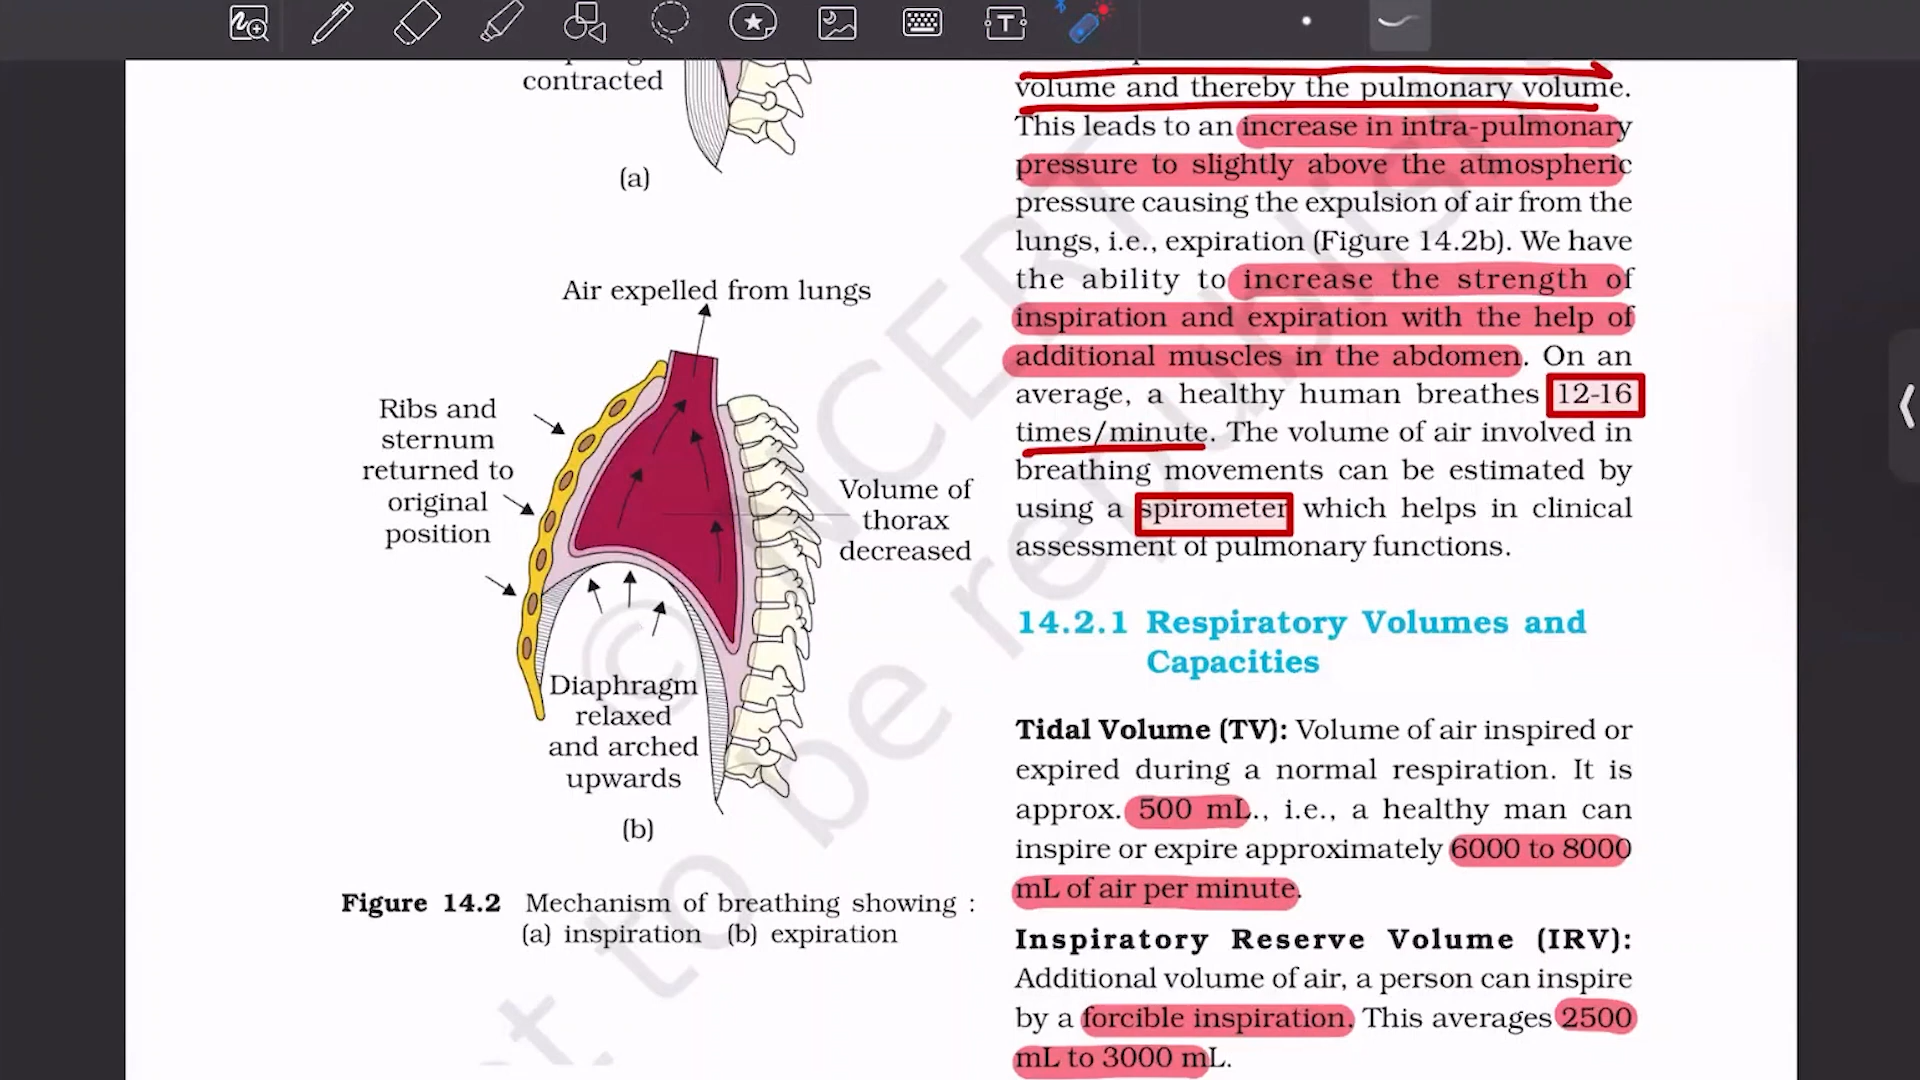 contracted
(a)
Air expelled from lungs
Ribs and
sternum
returned to
original
position
Volume of
thorax
decreased
Diaphragm
relaxed
and arched
upwards
(b)
Figure 14.2 Mechanism of breathing showing :
(a) inspiration (b) expiration
volume and thereby the pulmonary volume.
This leads to an increase in intra-pulmonary
pressure to slightly above the atmospheric
pressure causing the expulsion of air from the
lungs, i.e., expiration (Figure 14.2b). We have
the ability to increase the strength of
inspiration and expiration with the help of
additional muscles in the abdomen. On an
average, a healthy human breathes 12-16
times/minute. The volume of air involved in
breathing movements can be estimated by
using a spirometer which helps in clinical
assessment of pulmonary functions.
14.2.1 Respiratory Volumes and
Capacities
Tidal Volume (TV): Volume of air inspired or
expired during a normal respiration. It is
approx. 500 mL., i.e., a healthy man can
inspire or expire approximately 6000 to 8000
mL of air per minute.
Inspiratory Reserve Volume (IRV):
Additional volume of air, a person can inspire
by a forcible inspiration. This averages 2500
mL to 3000 mL.
© NCERT
to be republis